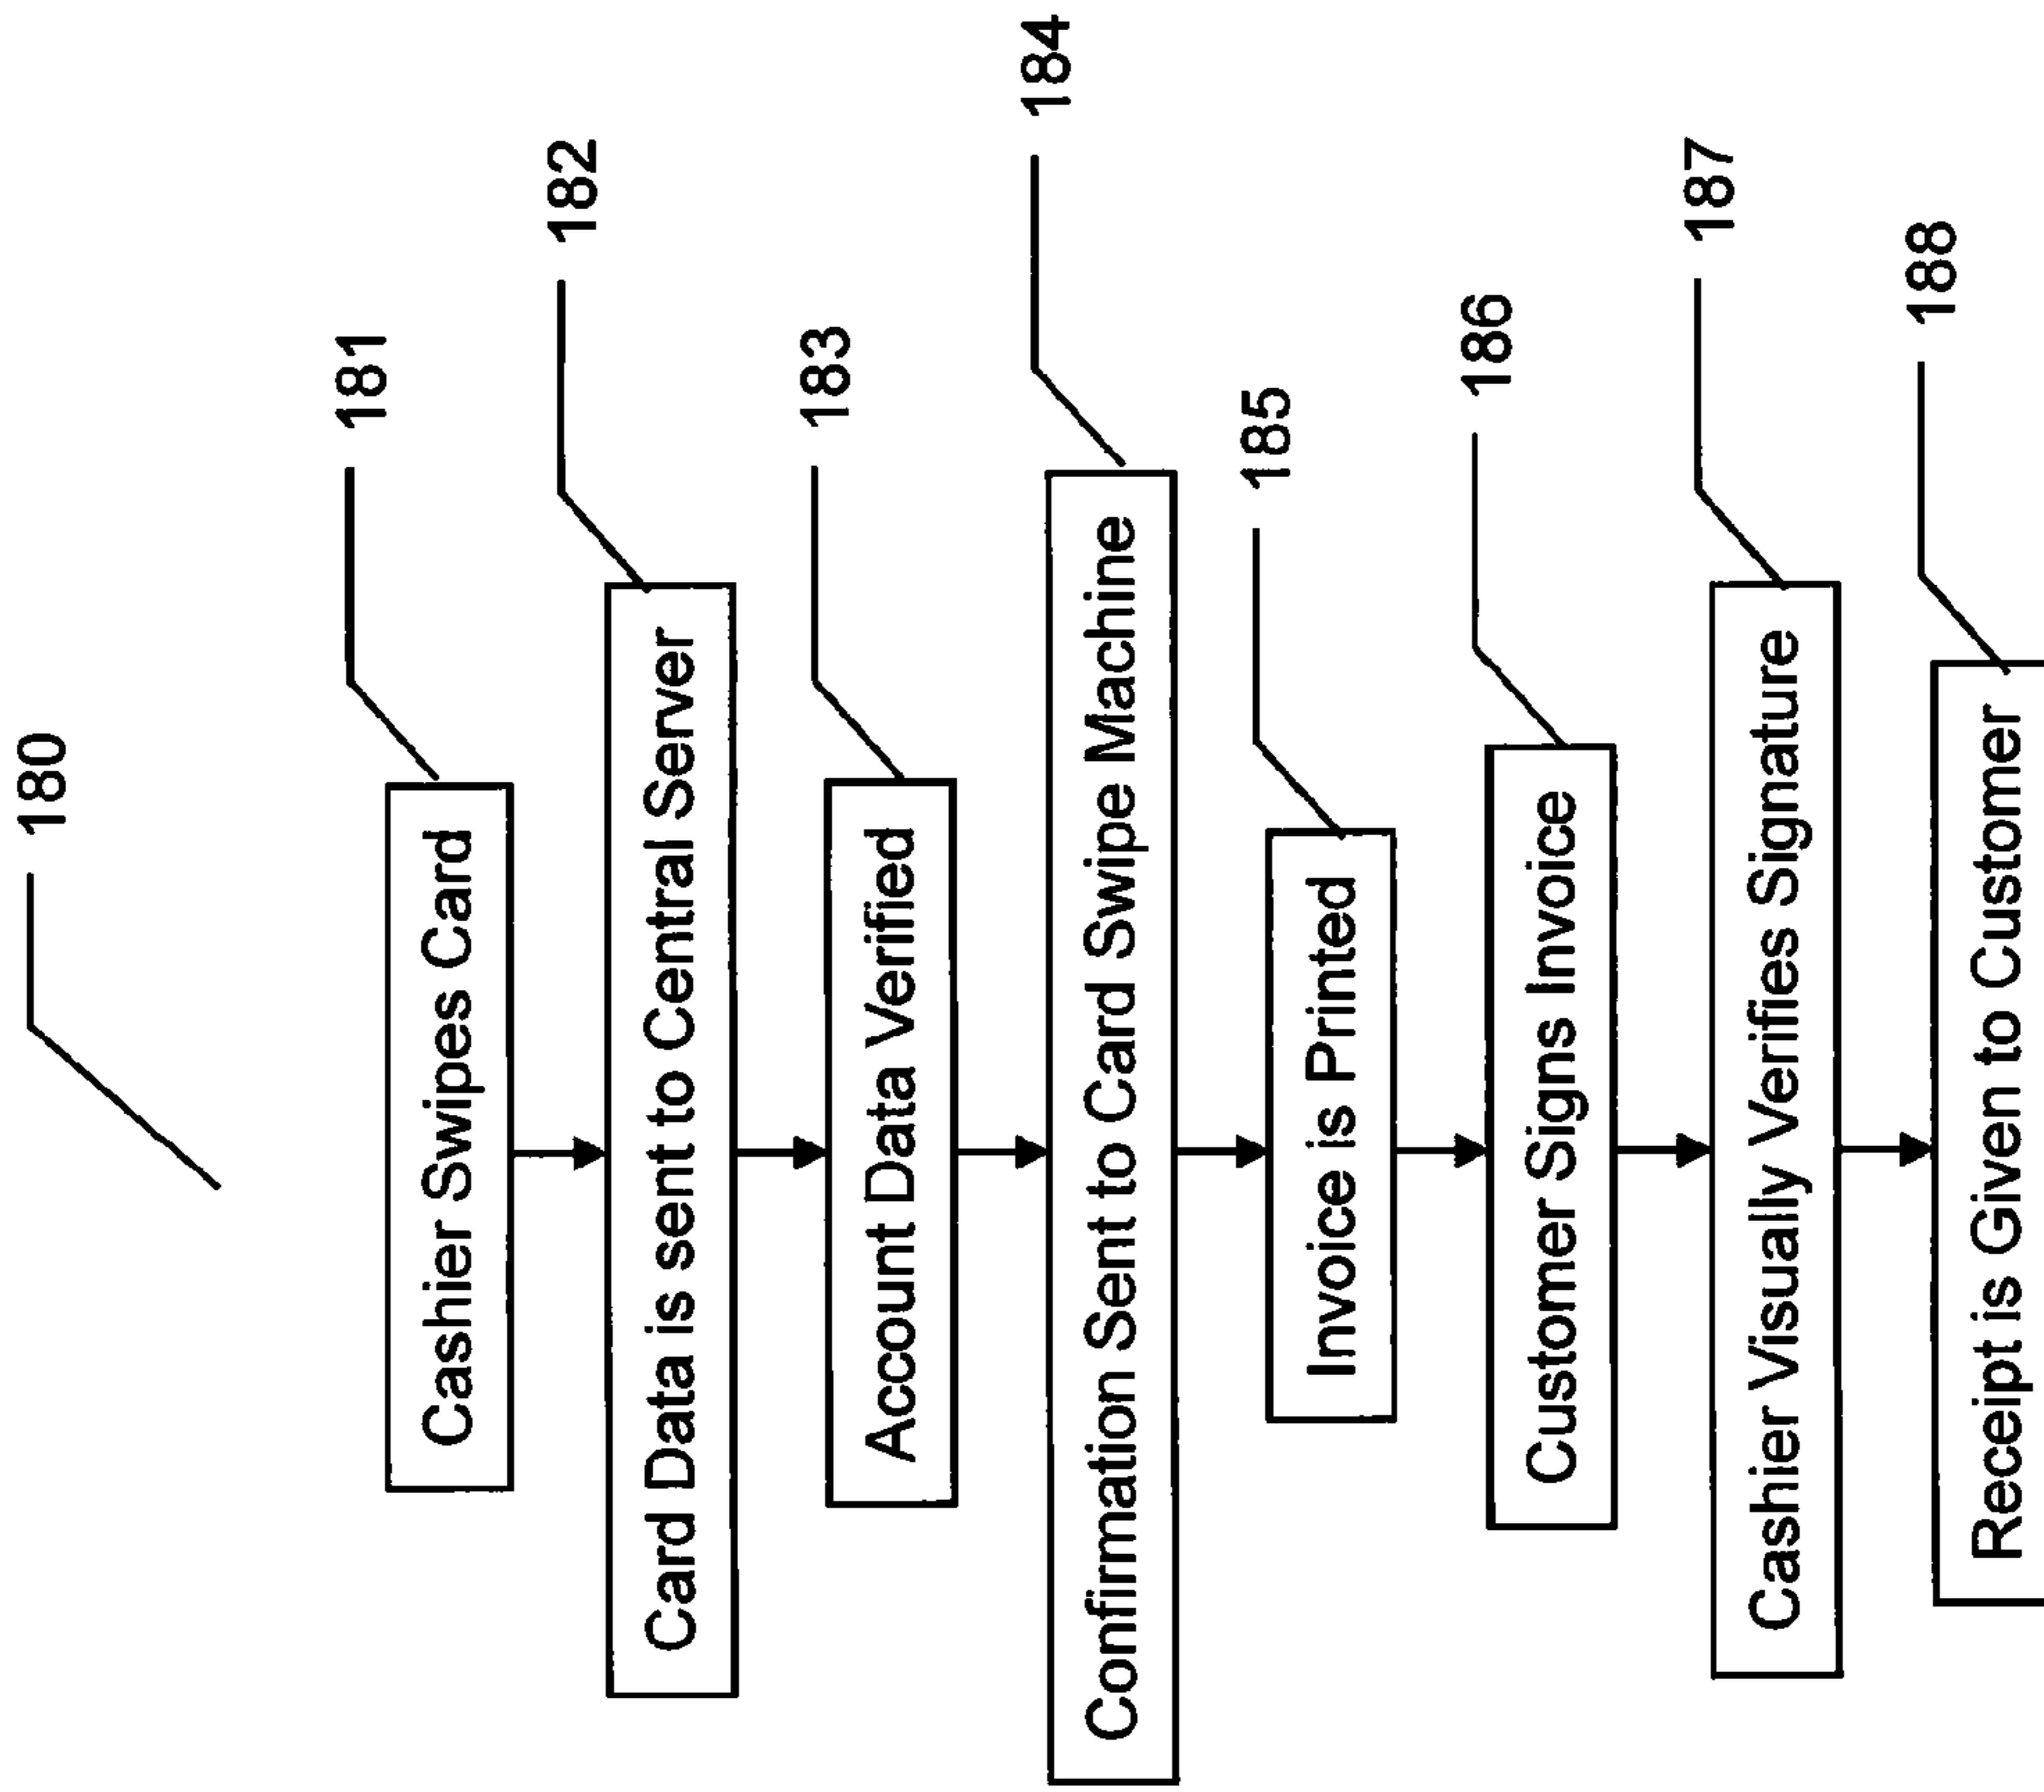 180
181
Cashier Swipes Card
182
Card Data is sent to Central Server
183
Account Data Verified
184
Confirmation Sent to Card Swipe Machine
185
Invoice is Printed
186
Customer Signs Invoice
187
Cashier Visually Verifies Signature
188
Receipt is Given to Customer